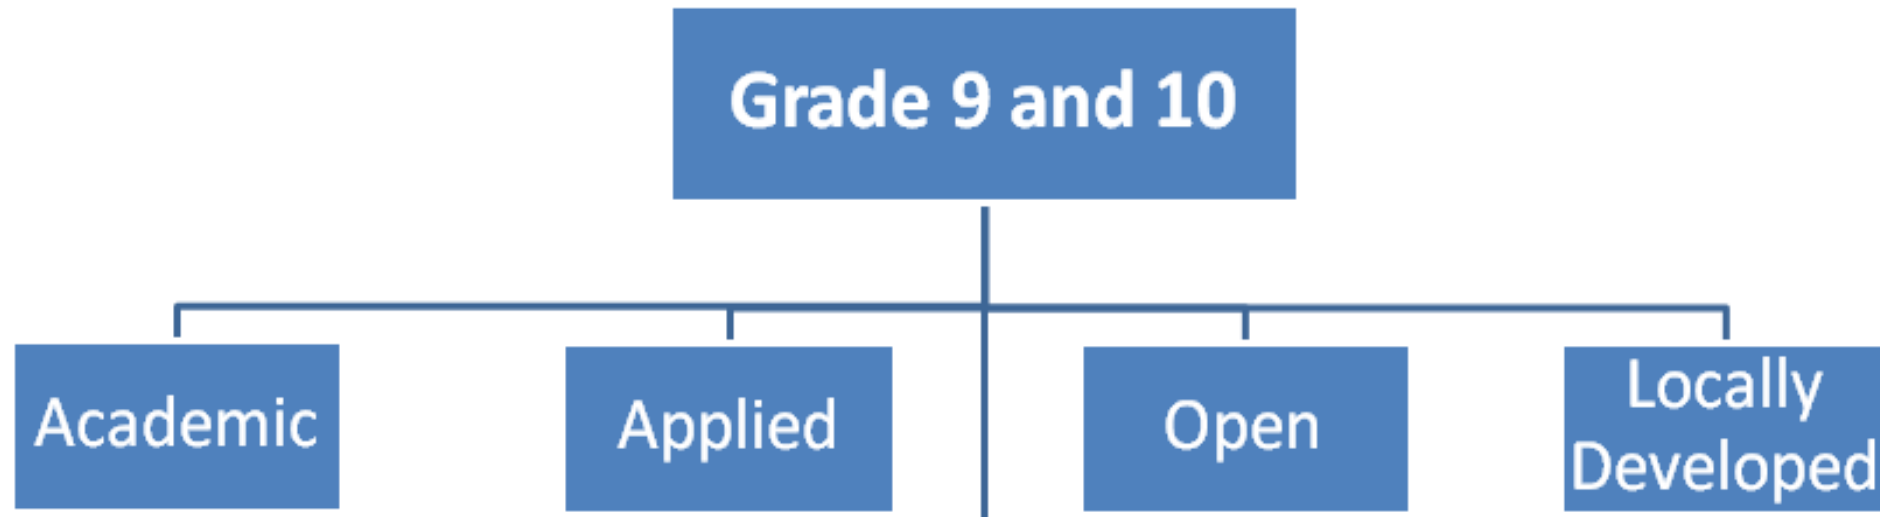 Grade 9 and 10
Academic
Applied
Open
Locally
Developed